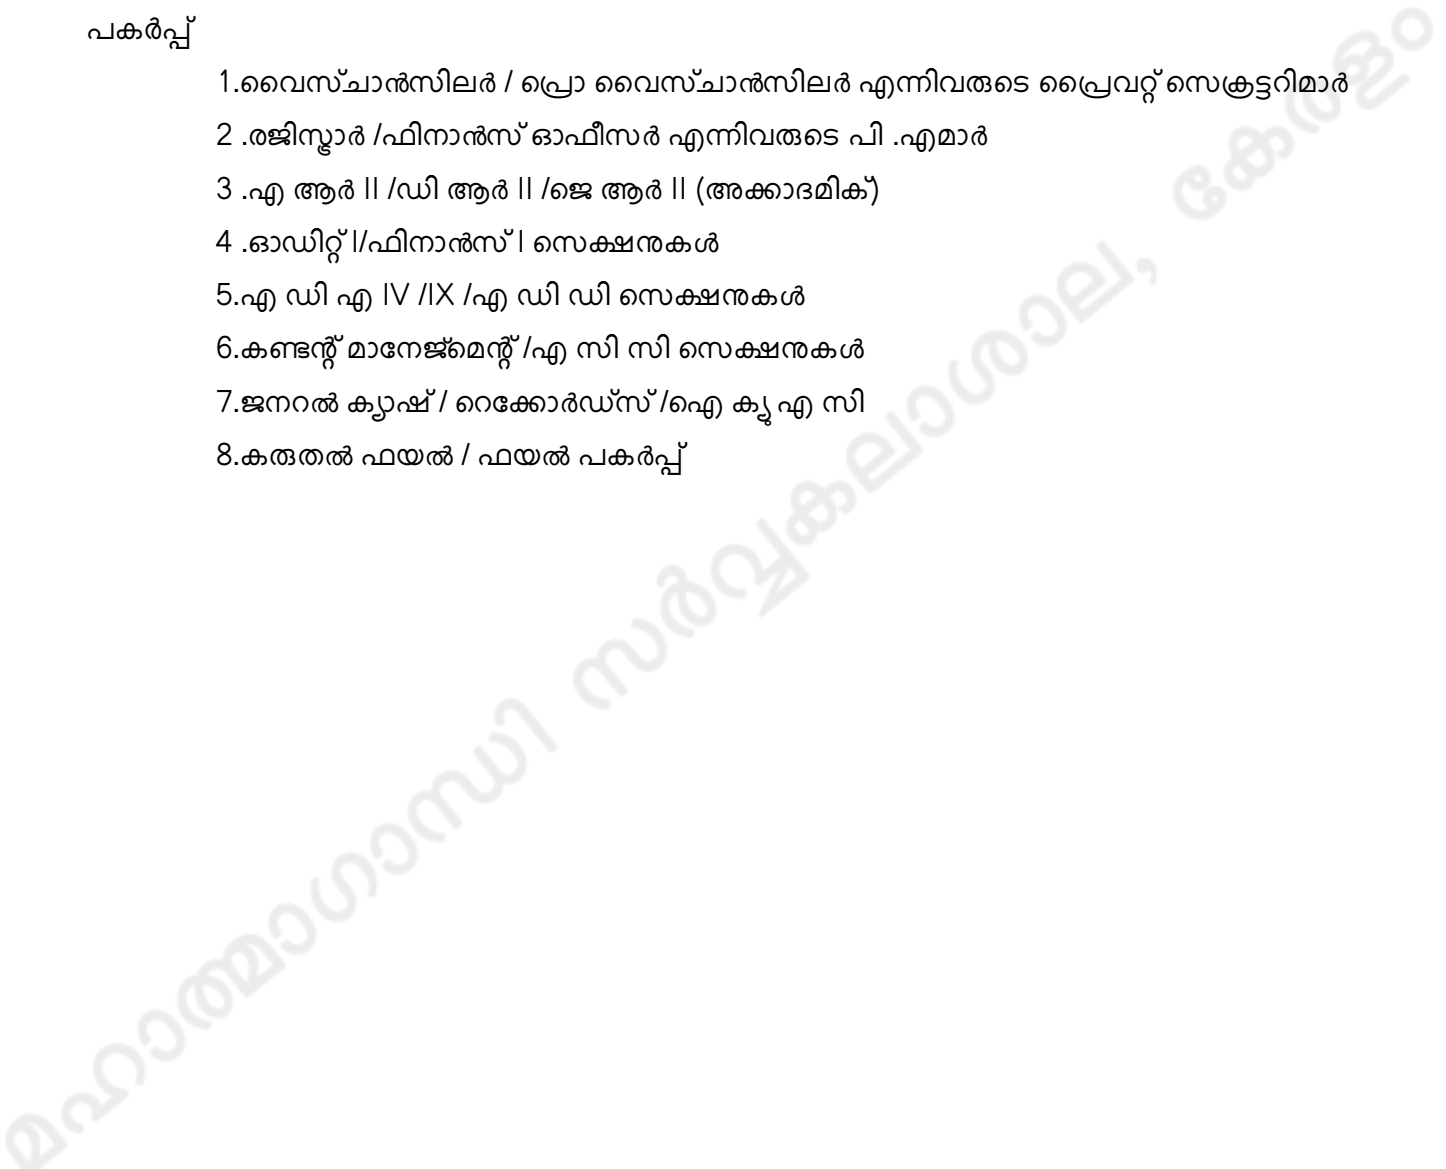 പകർപ്പ്
1.വൈസ്ചാൻസിലർ / പ്രൊ വൈസ്ചാൻസിലർ എന്നിവരുടെ പ്രൈവറ്റ് സെക്രട്ടറിമാർ
2 .രജിസ്ട്രാർ /ഫിനാൻസ് ഓഫീസർ എന്നിവരുടെ പി .എമാർ
3 .എ ആർ II /ഡി ആർ II /ജെ ആർ II (അക്കാദമിക്)
4 .ഓഡിറ്റ് I/ഫിനാൻസ് I സെക്ഷനുകൾ
5.എ ഡി എ IV /IX /എ ഡി ഡി സെക്ഷനുകൾ
6.കണ്ടന്റ് മാനേജ്മെന്റ് /എ സി സി സെക്ഷനുകൾ
7.ജനറൽ ക്യാഷ് / റെക്കോർഡ്സ് /ഐ ക്യു എ സി
8.കരുതൽ ഫയൽ / ഫയൽ പകർപ്പ്
മഹാത്മാഗാന്ധി സർവ്വകലാശാല, കേരളം